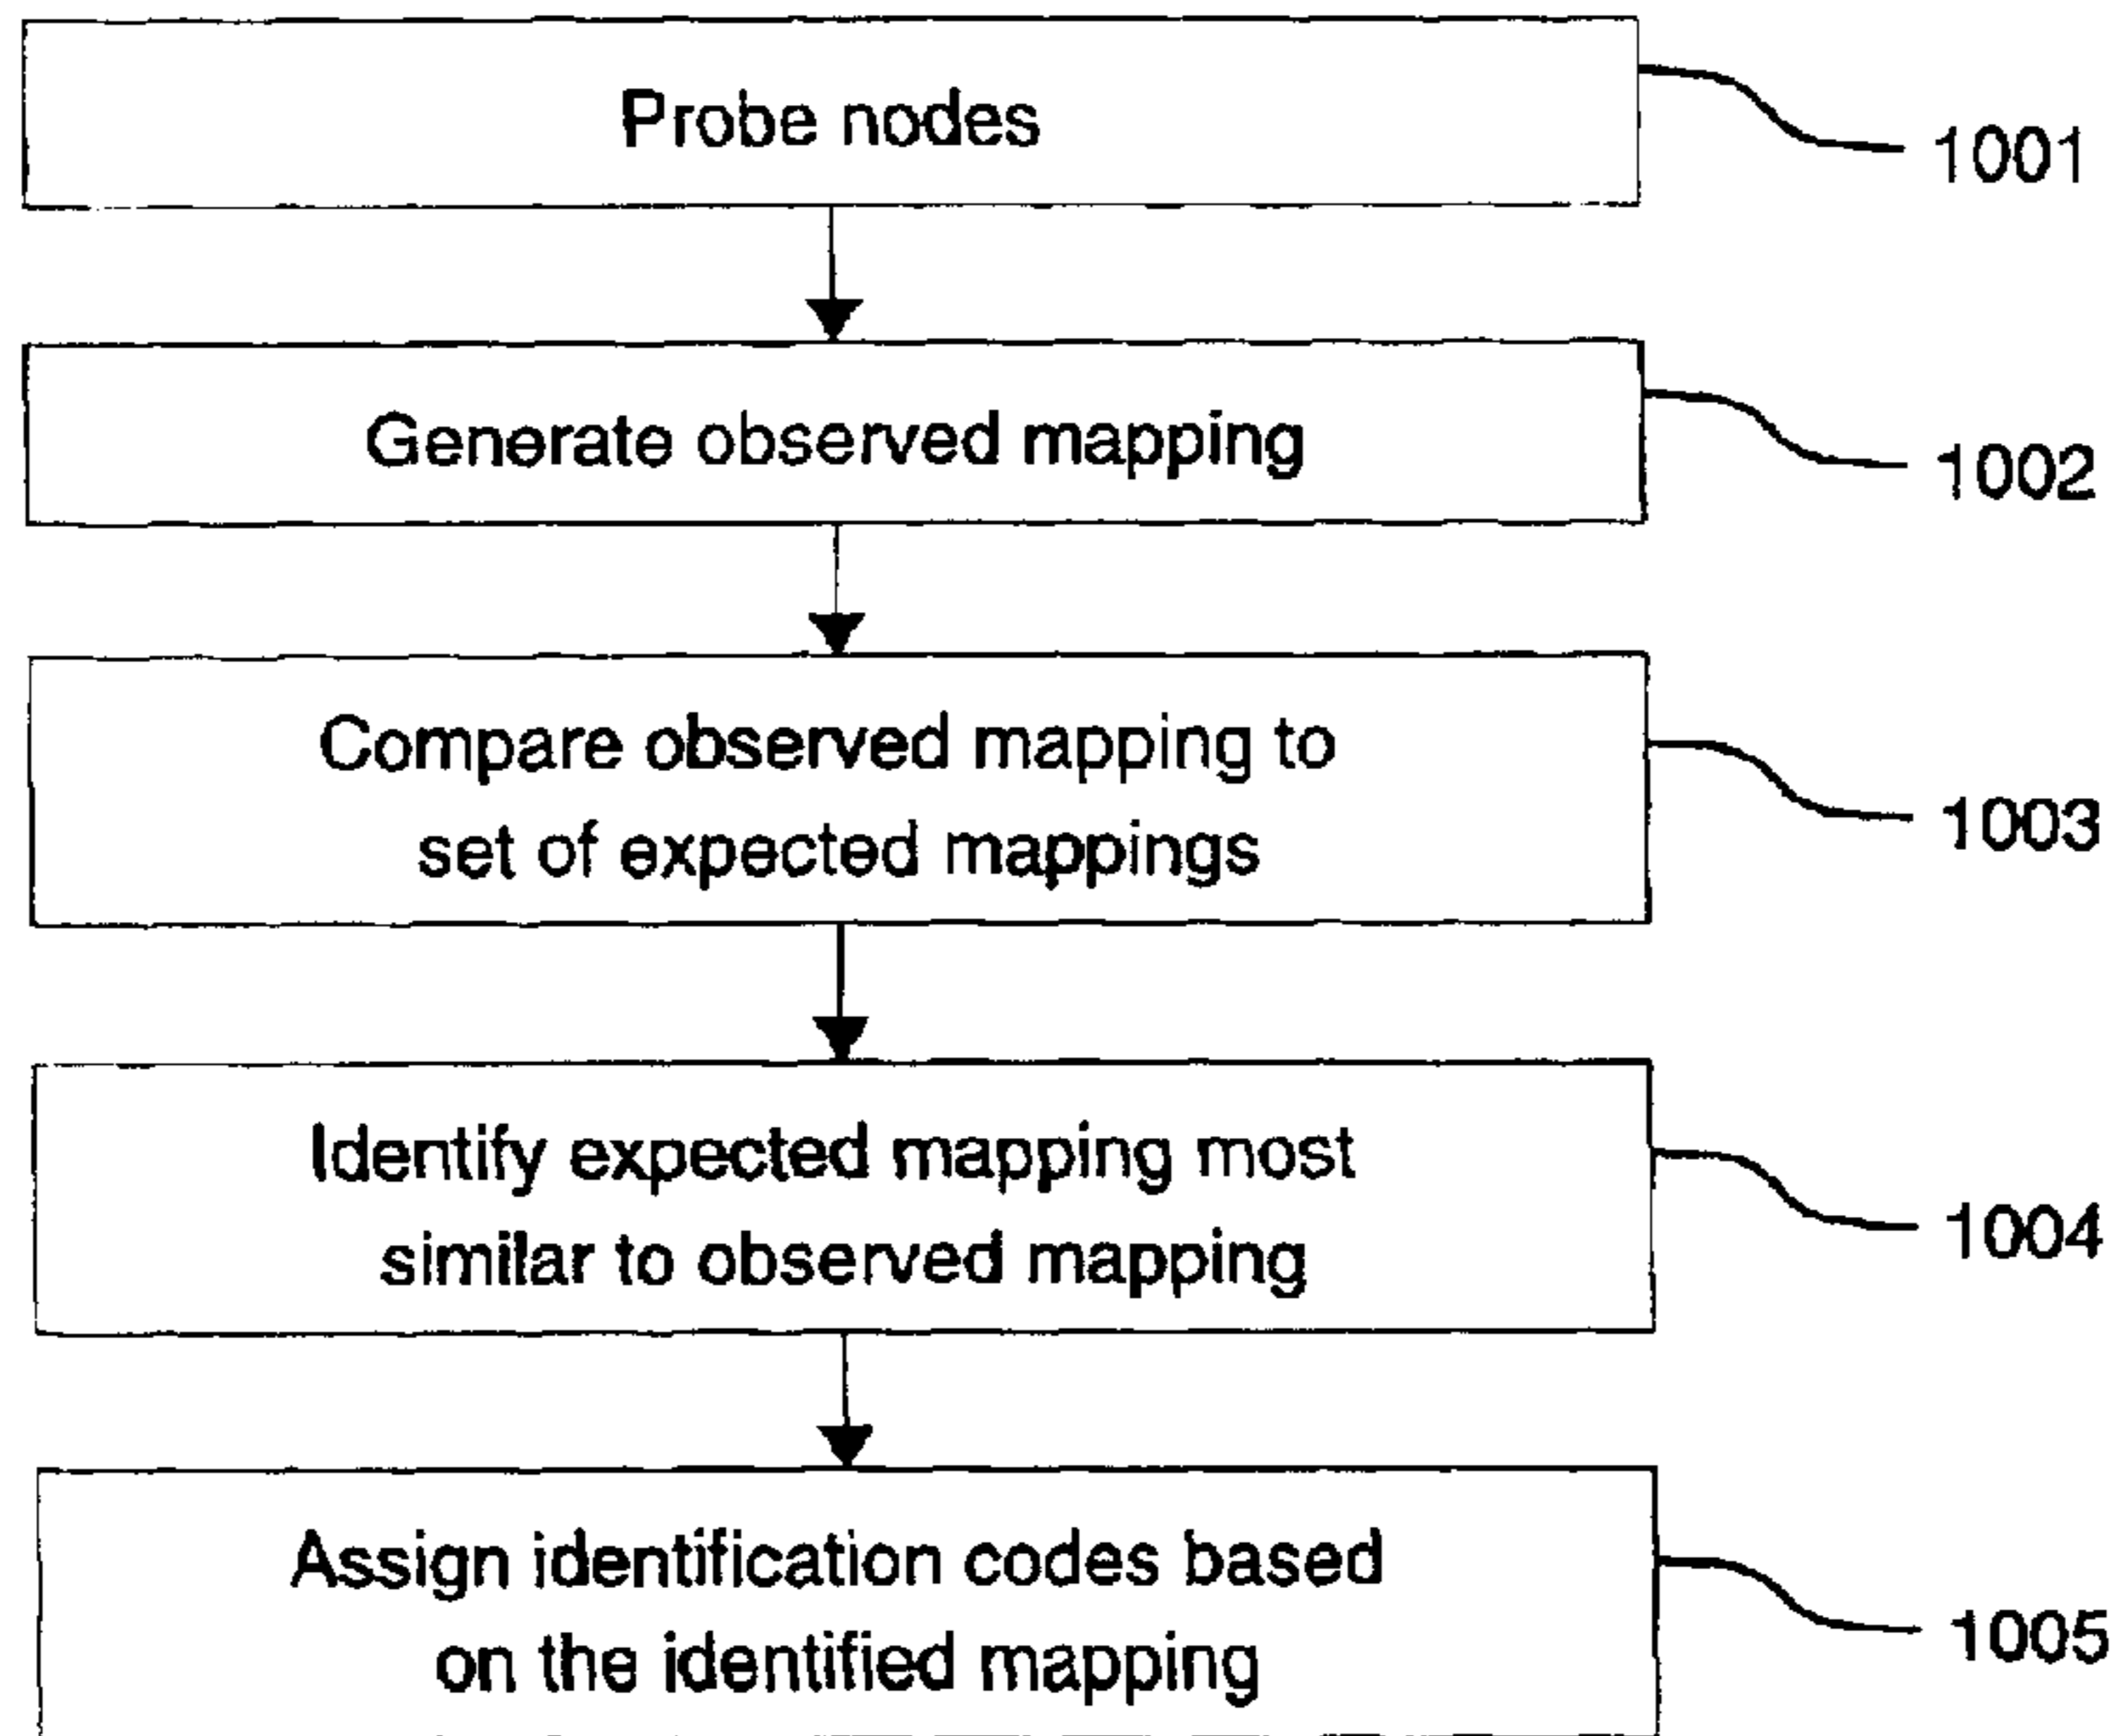 Probe nodes
1001
Generate observed mapping
1002
Compare observed mapping to
set of expected mappings
1003
Identify expected mapping most
similar to observed mapping
1004
Assign identification codes based
on the identified mapping
1005